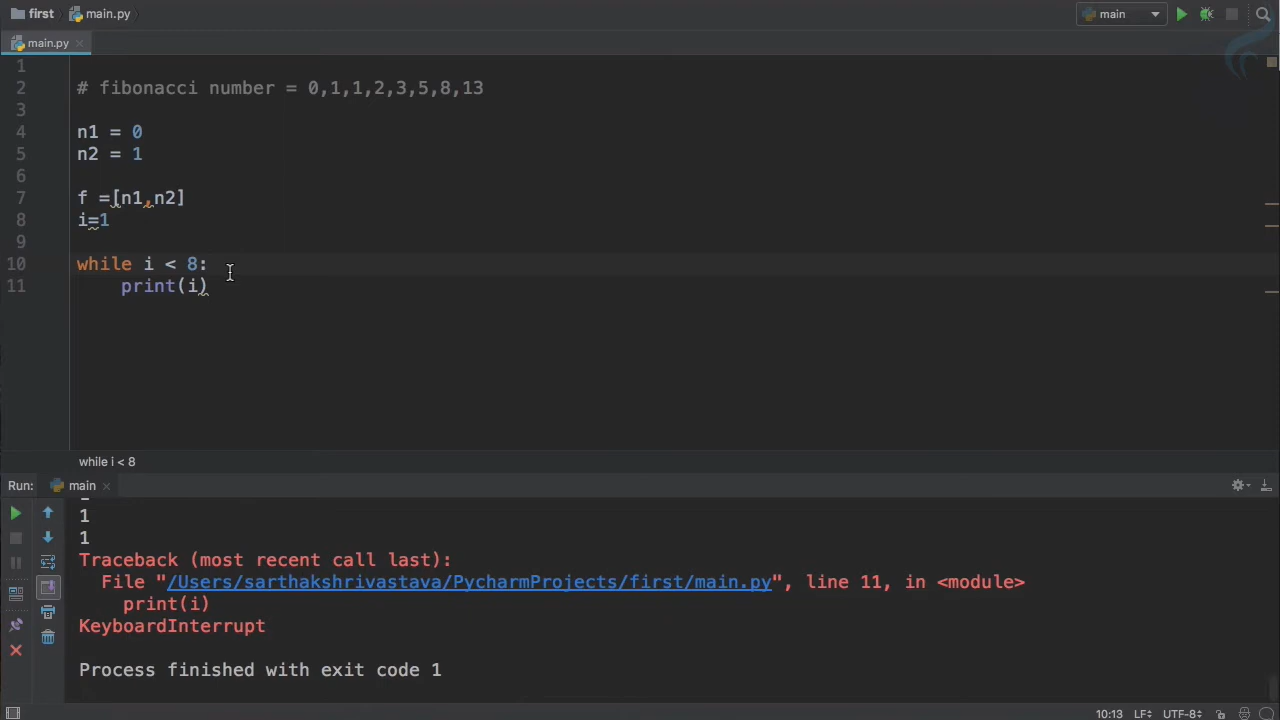 first main.py
main
main.py
1
2 # fibonacci number = 0,1,1,2,3,5,8,13
3
4 n1 = 0
5 n2 = 1
6
7 f =[n1,n2]
8 i=1
9
10 while i < 8:
11 print(i)
while i < 8
Run: main
1
1
Traceback (most recent call last):
File "/Users/sarthakshrivastava/PycharmProjects/first/main.py", line 11, in <module>
print(i)
KeyboardInterrupt
Process finished with exit code 1
10:13 LF UTF-8